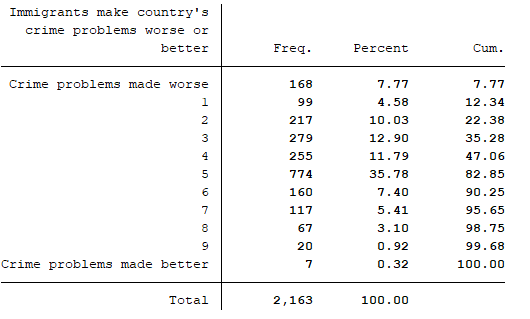 Immigrants make country's
crime problems worse or
better Freq. Percent Cum.
Crime problems made worse 168 7.77 7.77
1 99 4.58 12.34
2 217 10.03 22.38
3 279 12.90 35.28
4 255 11.79 47.06
5 774 35.78 82.85
6 160 7.40 90.25
7 117 5.41 95.65
8 67 3.10 98.75
9 20 0.92 99.68
Crime problems made better 7 0.32 100.00
Total 2,163 100.00